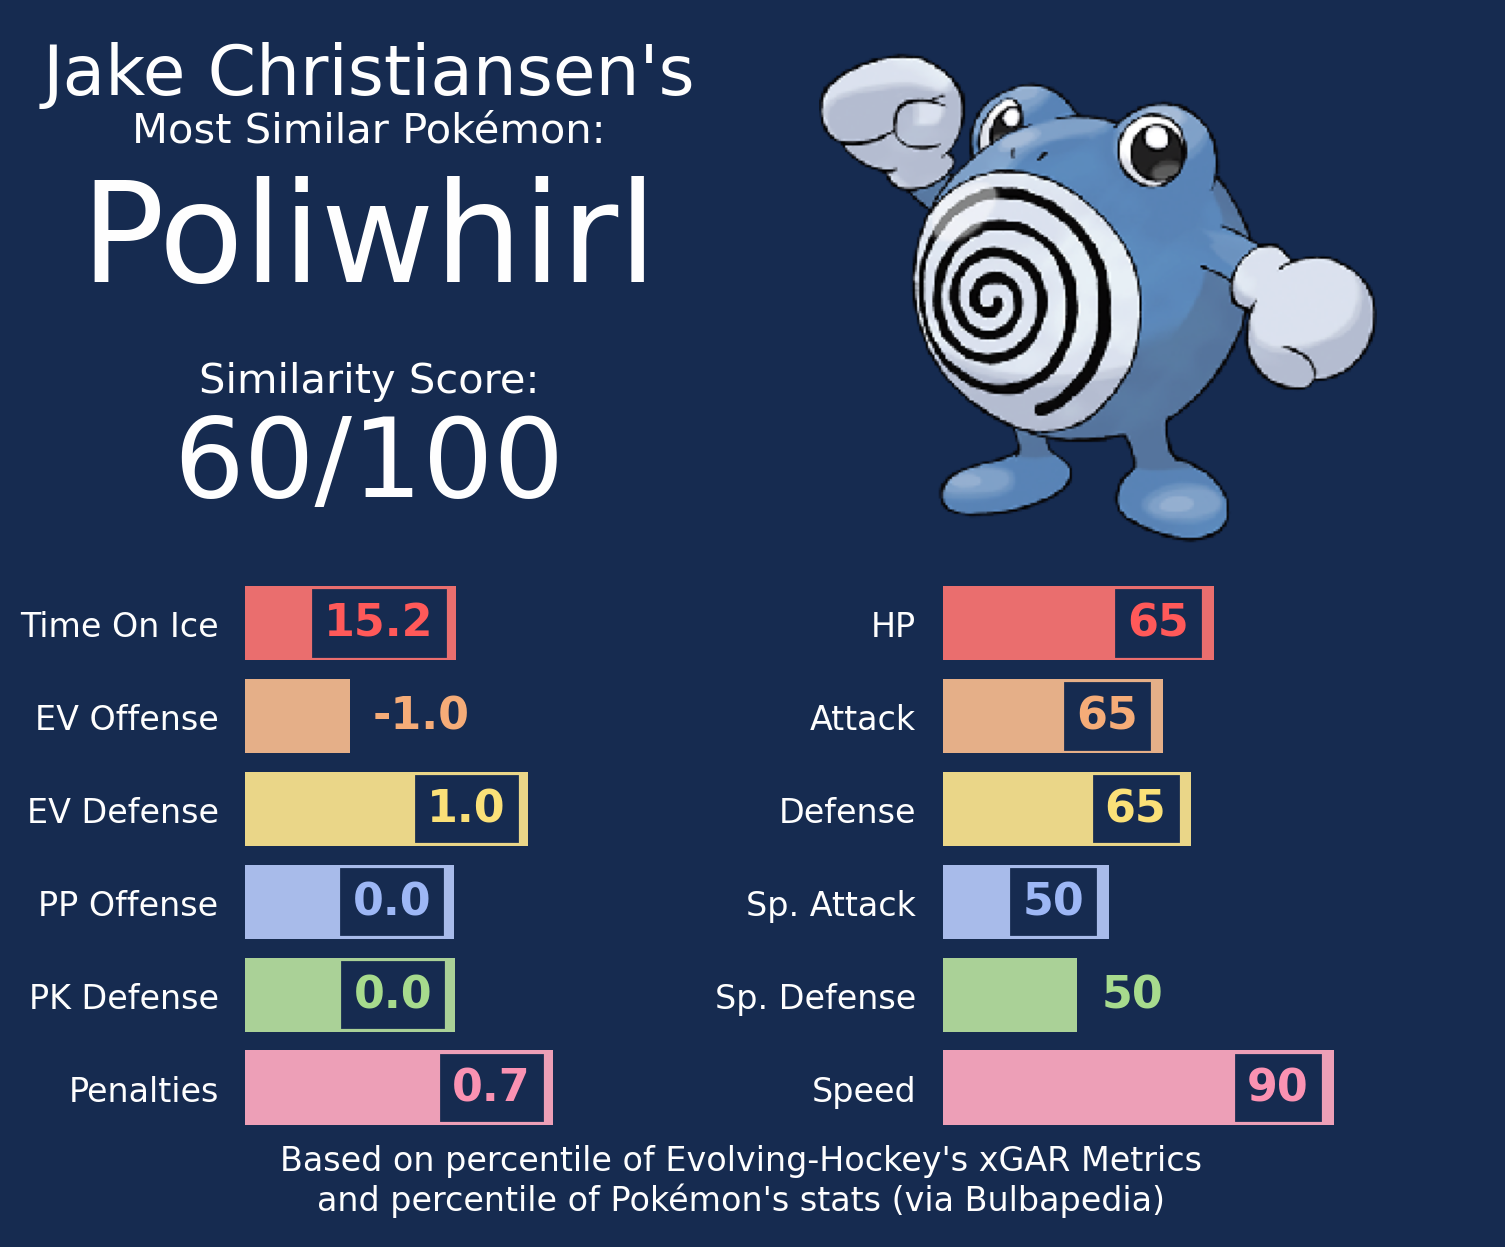 Jake Christiansen's
Most Similar Pokémon:
Poliwhirl
Similarity Score:
60/100
Time On Ice 15.2
EV Offense -1.0
EV Defense 1.0
PP Offense 0.0
PK Defense 0.0
Penalties 0.7
HP 65
Attack 65
Defense 65
Sp. Attack 50
Sp. Defense 50
Speed 90
Based on percentile of Evolving-Hockey's xGAR Metrics
and percentile of Pokémon's stats (via Bulbapedia)